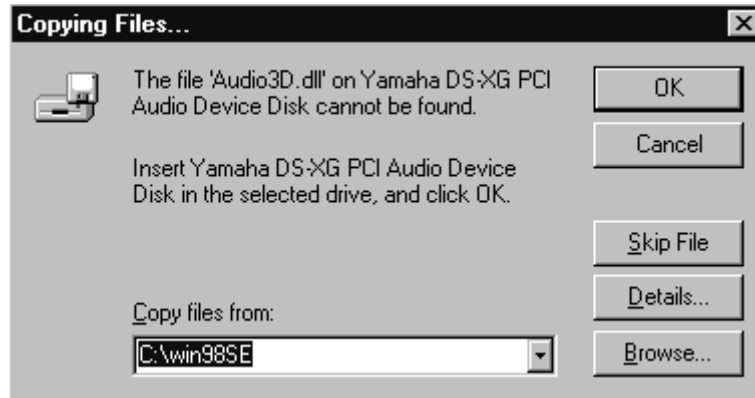 Copying Files...
The file 'Audio3D.dll' on Yamaha DS-XG PCI
Audio Device Disk cannot be found.
Insert Yamaha DS-XG PCI Audio Device
Disk in the selected drive, and click OK.
Copy files from:
C:\win98SE
OK
Cancel
Skip File
Details...
Browse...